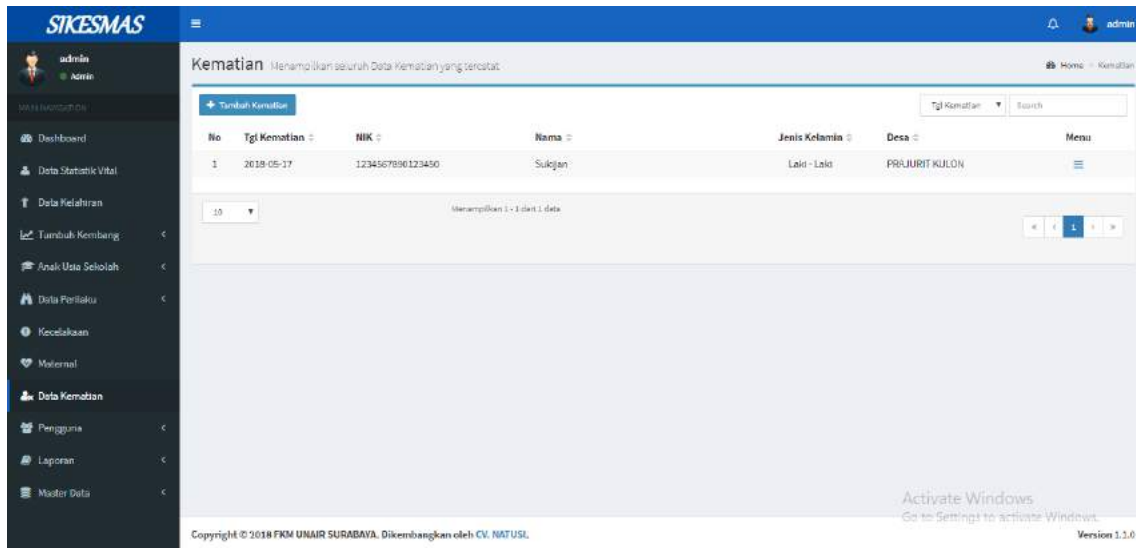 SIKESMAS
admin
admin
Admin
Kematian Menampilkan seluruh Data Kematian yang tercatat
Home > Kematian
MAIN NAVIGATION
Tambah Kematian
Tgl Kematian
Search
Dashboard
Data Statistik Vital
Data Kelahiran
Tumbuh Kembang
Anak Usia Sekolah
Data Perilaku
Kecelakaan
Maternal
Data Kematian
Pengguna
Laporan
Master Data
No Tgl Kematian NIK Nama Jenis Kelamin Desa Menu
1 2018-05-17 1234567890123450 Sukijan Laki - Laki PRAJURIT KULON
10
Menampilkan 1 - 1 dari 1 data
« ‹ 1 › »
Activate Windows
Go to Settings to activate Windows.
Copyright © 2018 FKM UNAIR SURABAYA. Dikembangkan oleh CV. NATUSI.
Version 1.1.0